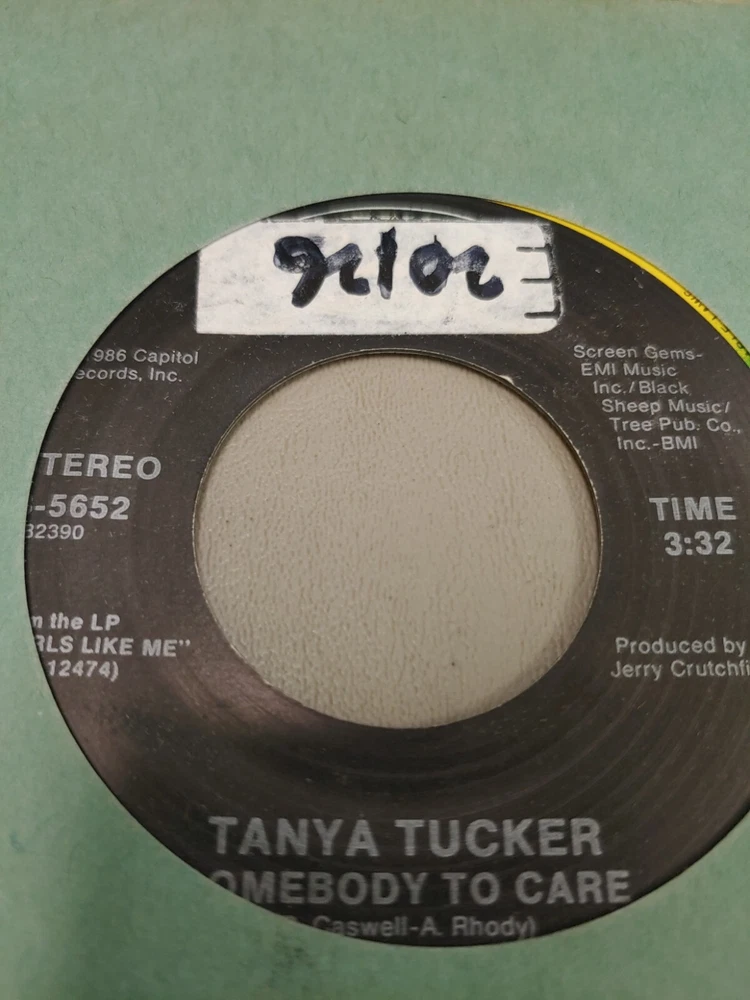 986 Capitol
ecords, Inc.
Screen Gems-
EMI Music
Inc./Black
Sheep Music/
Tree Pub. Co.,
Inc.-BMI
TEREO
-5652
32390
TIME
3:32
n the LP
RLS LIKE ME"
12474)
Produced by
Jerry Crutchfi
TANYA TUCKER
OMEBODY TO CARE
Caswell-A. Rhody)